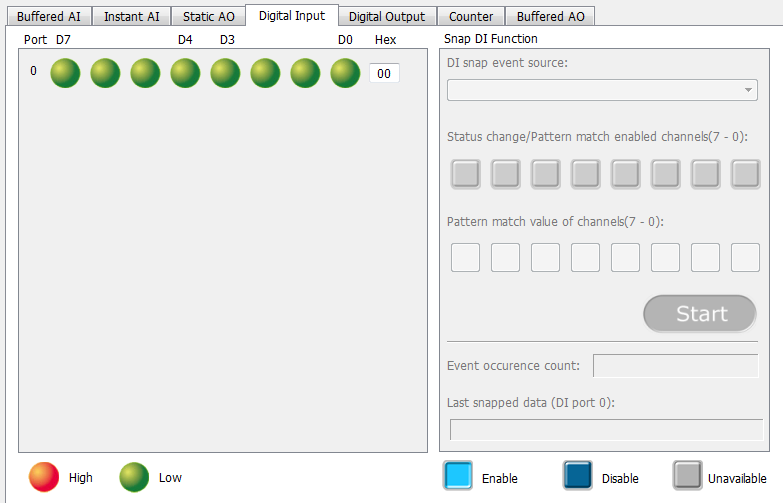 Buffered AI Instant AI Static AO Digital Input Digital Output Counter Buffered AO
Port D7 D4 D3 D0 Hex
0 00
Snap DI Function
DI snap event source:
Status change/Pattern match enabled channels(7 - 0):
Pattern match value of channels(7 - 0):
Start
Event occurence count:
Last snapped data (DI port 0):
High Low
Enable Disable Unavailable